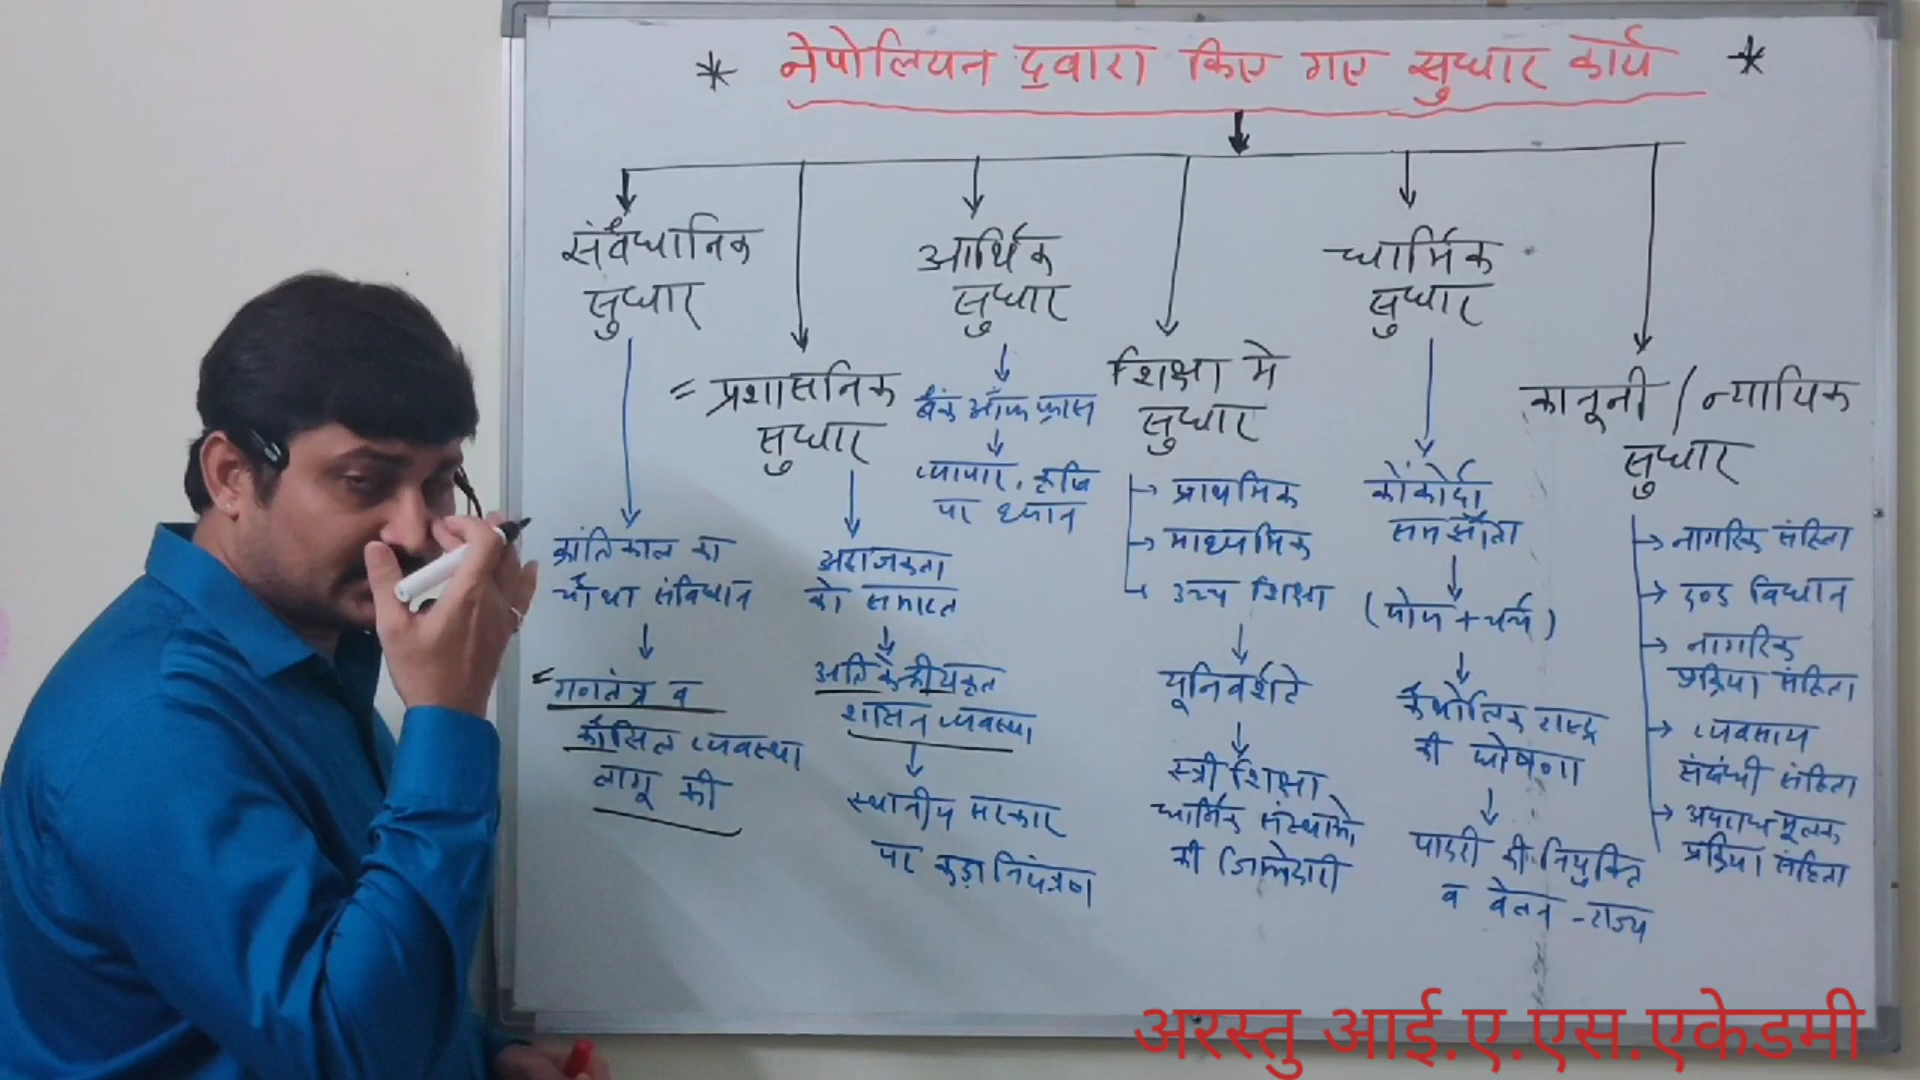 * नेपोलियन द्वारा किए गए सुधार कार्य *
संवैधानिक
सुधार
क्रांतिकाल का
चौथा संविधान
= गणतंत्र व
कौंसिल व्यवस्था
लागू की
= प्रशासनिक
सुधार
अराजकता
को समाप्त
अति केन्द्रीयकृत
शासन व्यवस्था
स्थानीय सरकार
पर कड़ा नियंत्रण
आर्थिक
सुधार
बैंक ऑफ फ्रांस
व्यापार, कृषि
पर ध्यान
शिक्षा मे
सुधार
प्राथमिक
माध्यमिक
उच्च शिक्षा
यूनिवर्शटे
स्त्री शिक्षा
धार्मिक संस्थाओं
की जिम्मेदारी
धार्मिक
सुधार
कोंकोर्दा
समझौता
(पोप + चर्च)
कैथोलिक राष्ट्र
की घोषणा
पादरी की नियुक्ति
व वेतन - राज्य
कानूनी / न्यायिक
सुधार
नागरिक संहिता
दण्ड विधान
नागरिक
प्रक्रिया संहिता
व्यवसाय
संबंधी संहिता
अपराध मूलक
प्रक्रिया संहिता
अरस्तु आई.ए.एस.एकेडमी